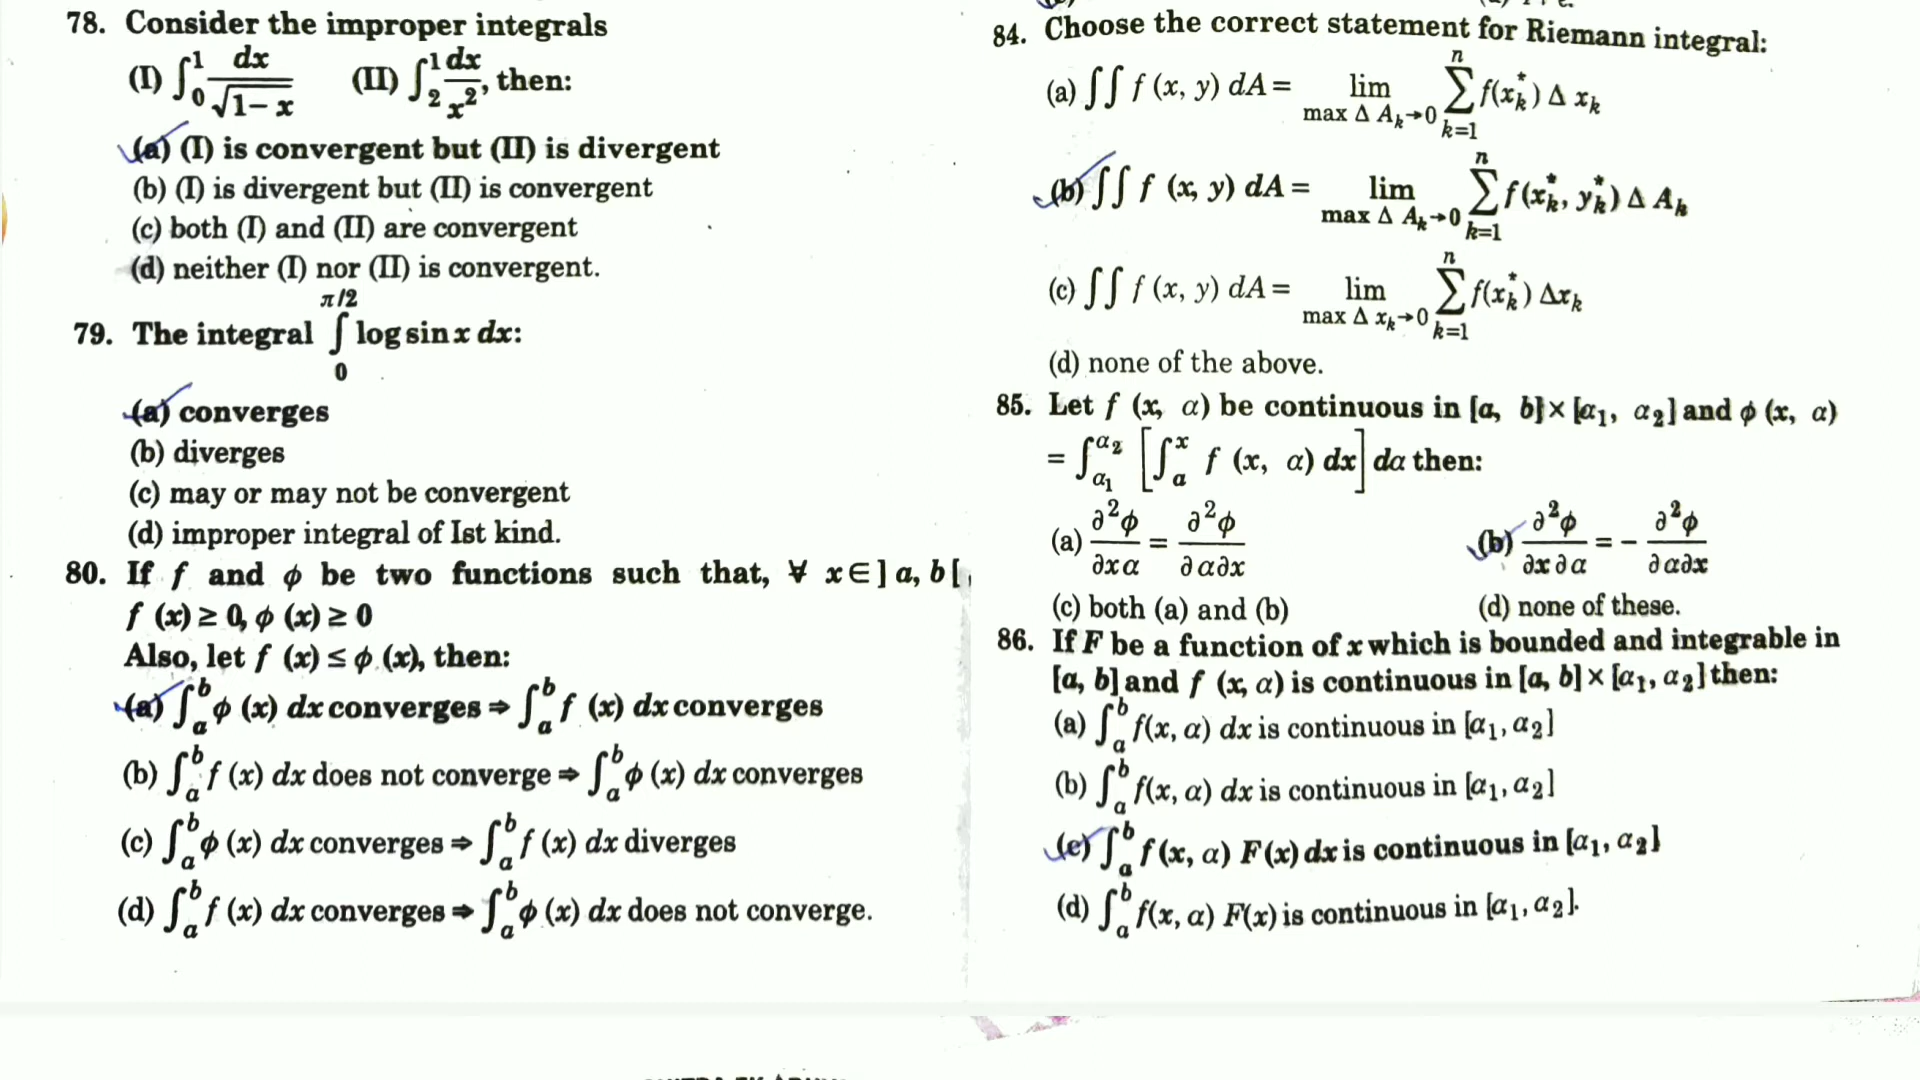 78. Consider the improper integrals
(I) ∫₀¹ dx/√(1− x) (II) ∫₂¹ dx/x², then:
(a) (I) is convergent but (II) is divergent
(b) (I) is divergent but (II) is convergent
(c) both (I) and (II) are convergent
(d) neither (I) nor (II) is convergent.
79. The integral ∫₀^(π/2) log sin x dx:
(a) converges
(b) diverges
(c) may or may not be convergent
(d) improper integral of Ist kind.
80. If f and φ be two functions such that, ∀ x∈] a, b[,
f (x) ≥ 0, φ (x) ≥ 0
Also, let f (x) ≤ φ (x), then:
(a) ∫ₐᵇ φ (x) dx converges ⇒ ∫ₐᵇ f (x) dx converges
(b) ∫ₐᵇ f (x) dx does not converge ⇒ ∫ₐᵇ φ (x) dx converges
(c) ∫ₐᵇ φ (x) dx converges ⇒ ∫ₐᵇ f (x) dx diverges
(d) ∫ₐᵇ f (x) dx converges ⇒ ∫ₐᵇ φ (x) dx does not converge.
84. Choose the correct statement for Riemann integral:
(a) ∫∫ f (x, y) dA = lim max Δ Aₖ→0 ∑ₖ₌₁ⁿ f(xₖ*) Δ xₖ
(b) ∫∫ f (x, y) dA = lim max Δ Aₖ→0 ∑ₖ₌₁ⁿ f(xₖ*, yₖ*) Δ Aₖ
(c) ∫∫ f (x, y) dA = lim max Δ xₖ→0 ∑ₖ₌₁ⁿ f(xₖ*) Δxₖ
(d) none of the above.
85. Let f (x, α) be continuous in [a, b]× [α₁, α₂] and φ (x, α)
= ∫_α₁^α₂ [∫ₐˣ f (x, α) dx] dα then:
(a) ∂²φ/∂xα = ∂²φ/∂α∂x (b) ∂²φ/∂x∂α = − ∂²φ/∂α∂x
(c) both (a) and (b) (d) none of these.
86. If F be a function of x which is bounded and integrable in
[a, b] and f (x, α) is continuous in [a, b] × [α₁, α₂] then:
(a) ∫ₐᵇ f(x, α) dx is continuous in [α₁, α₂]
(b) ∫ₐᵇ f(x, α) dx is continuous in [α₁, α₂]
(c) ∫ₐᵇ f (x, α) F (x) dx is continuous in [α₁, α₂]
(d) ∫ₐᵇ f(x, α) F(x) is continuous in [α₁, α₂].